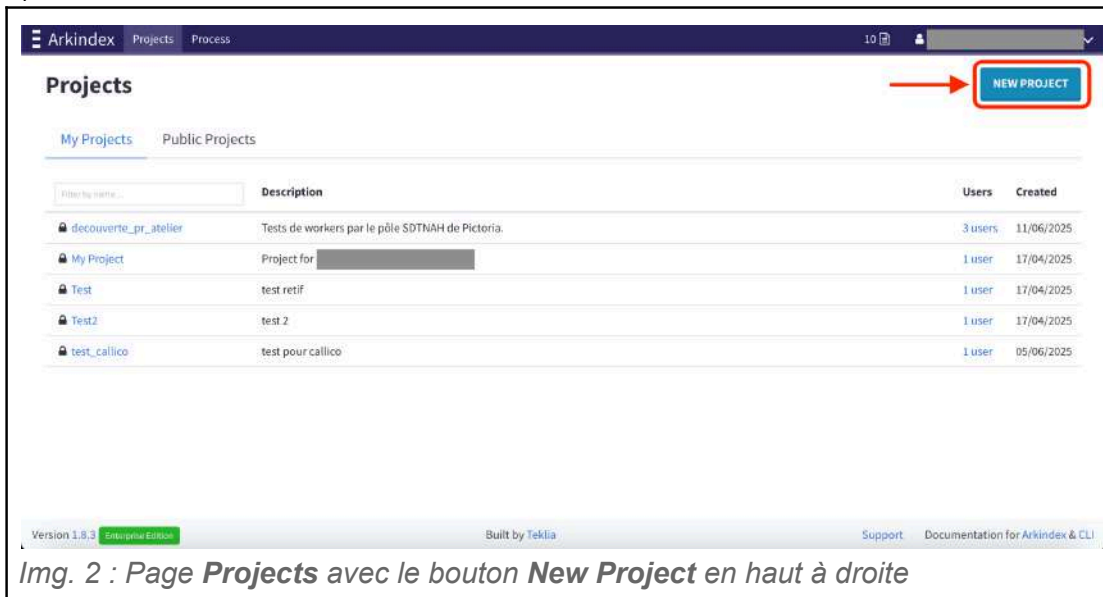 Arkindex Projects Process 10
Projects
NEW PROJECT
My Projects Public Projects
Filter by name... Description Users Created
decouverte_pr_atelier Tests de workers par le pôle SDTNAH de Pictoria. 3 users 11/06/2025
My Project Project for 1 user 17/04/2025
Test test retif 1 user 17/04/2025
Test2 test 2 1 user 17/04/2025
test_callico test pour callico 1 user 05/06/2025
Version 1.8.3 Enterprise Edition Built by Teklia Support Documentation for Arkindex & CLI
Img. 2 : Page Projects avec le bouton New Project en haut à droite